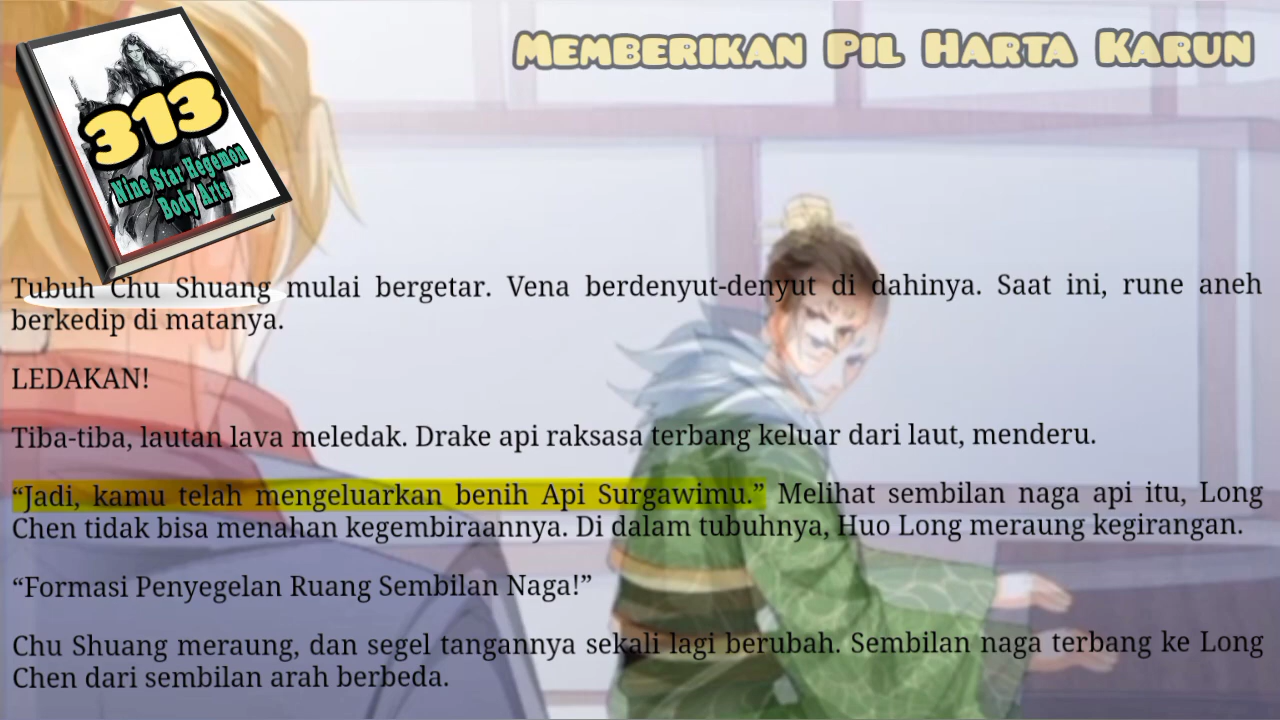 Memberikan Pil Harta Karun
313
Nine Star Hegemon
Body Arts
Tubuh Chu Shuang mulai bergetar. Vena berdenyut-denyut di dahinya. Saat ini, rune aneh
berkedip di matanya.
LEDAKAN!
Tiba-tiba, lautan lava meledak. Drake api raksasa terbang keluar dari laut, menderu.
“Jadi, kamu telah mengeluarkan benih Api Surgawimu.” Melihat sembilan naga api itu, Long
Chen tidak bisa menahan kegembiraannya. Di dalam tubuhnya, Huo Long meraung kegirangan.
“Formasi Penyegelan Ruang Sembilan Naga!”
Chu Shuang meraung, dan segel tangannya sekali lagi berubah. Sembilan naga terbang ke Long
Chen dari sembilan arah berbeda.